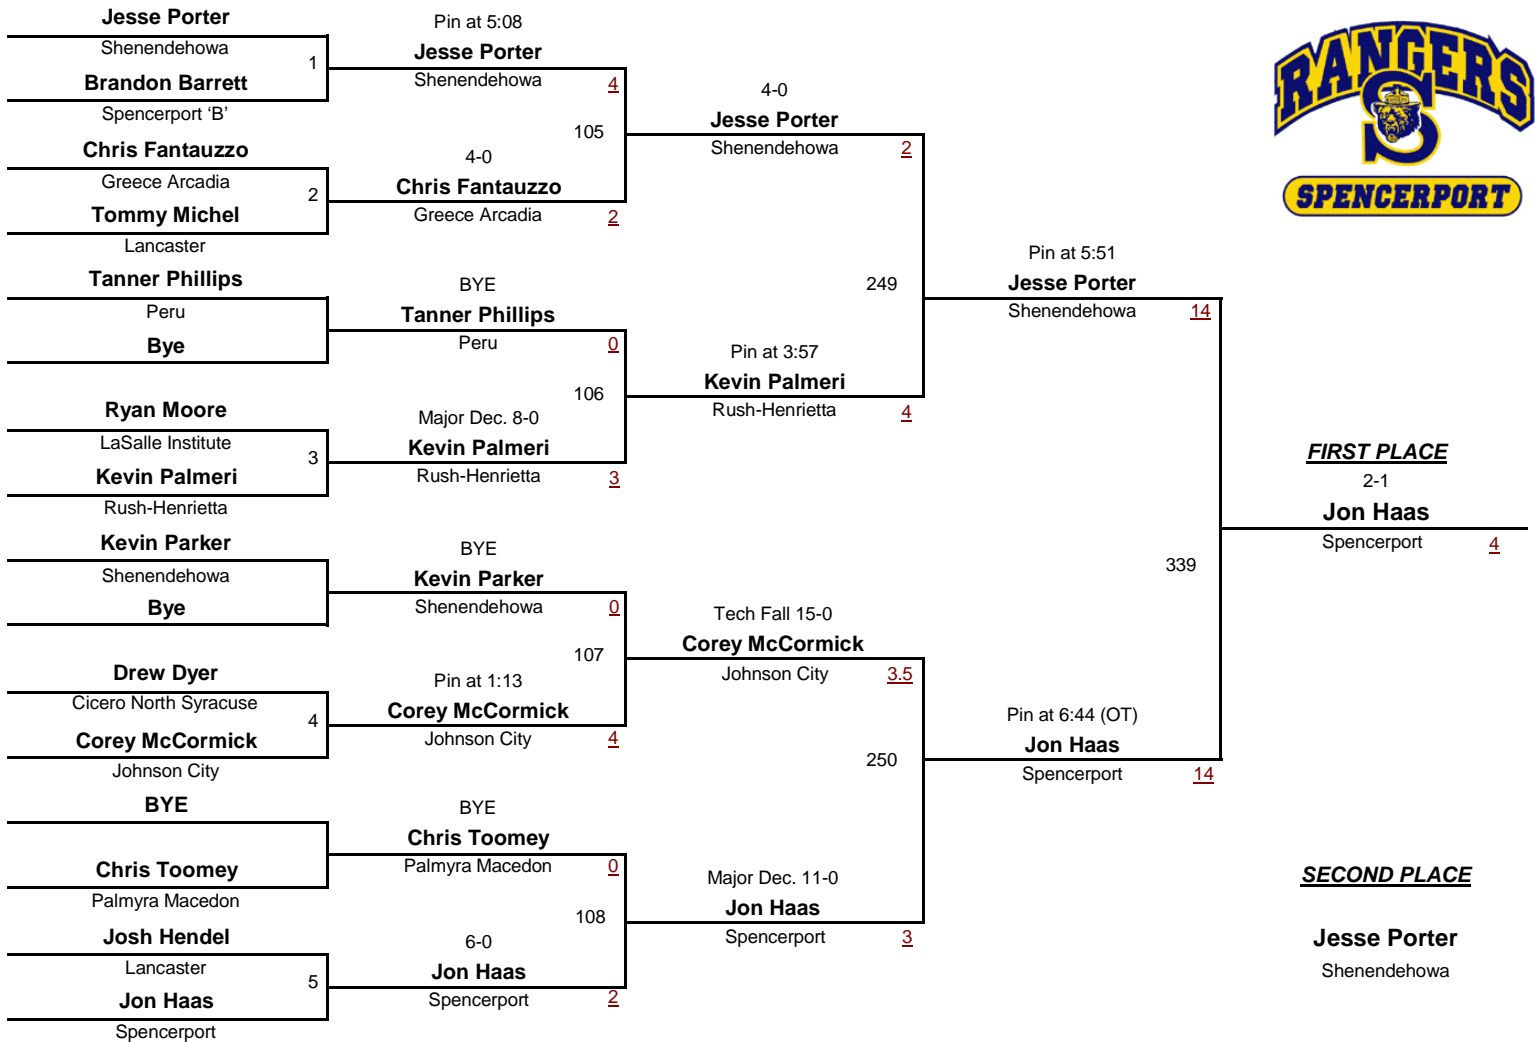 Jesse Porter
Shenendehowa
1
Brandon Barrett
Spencerport ‘B’
Chris Fantauzzo
Greece Arcadia
2
Tommy Michel
Lancaster
Tanner Phillips
Peru
Bye
Ryan Moore
LaSalle Institute
3
Kevin Palmeri
Rush-Henrietta
Kevin Parker
Shenendehowa
Bye
Drew Dyer
Cicero North Syracuse
4
Corey McCormick
Johnson City
BYE
Chris Toomey
Palmyra Macedon
Josh Hendel
Lancaster
5
Jon Haas
Spencerport
Pin at 5:08
Jesse Porter
Shenendehowa 4
105
4-0
Chris Fantauzzo
Greece Arcadia 2
BYE
Tanner Phillips
Peru 0
106
Major Dec. 8-0
Kevin Palmeri
Rush-Henrietta 3
BYE
Kevin Parker
Shenendehowa 0
107
Pin at 1:13
Corey McCormick
Johnson City 4
BYE
Chris Toomey
Palmyra Macedon 0
108
6-0
Jon Haas
Spencerport 2
4-0
Jesse Porter
Shenendehowa 2
249
Pin at 3:57
Kevin Palmeri
Rush-Henrietta 4
Tech Fall 15-0
Corey McCormick
Johnson City 3.5
250
Major Dec. 11-0
Jon Haas
Spencerport 3
Pin at 5:51
Jesse Porter
Shenendehowa 14
339
Pin at 6:44 (OT)
Jon Haas
Spencerport 14
RANGERS
S
SPENCERPORT
FIRST PLACE
2-1
Jon Haas
Spencerport 4
SECOND PLACE
Jesse Porter
Shenendehowa